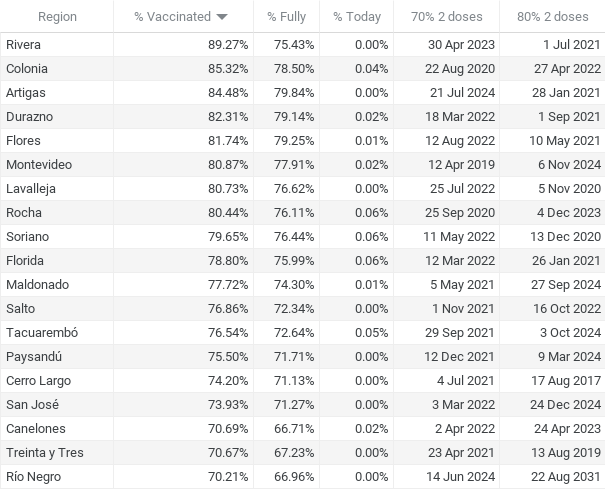 Region % Vaccinated % Fully % Today 70% 2 doses 80% 2 doses
Rivera 89.27% 75.43% 0.00% 30 Apr 2023 1 Jul 2021
Colonia 85.32% 78.50% 0.04% 22 Aug 2020 27 Apr 2022
Artigas 84.48% 79.84% 0.00% 21 Jul 2024 28 Jan 2021
Durazno 82.31% 79.14% 0.02% 18 Mar 2022 1 Sep 2021
Flores 81.74% 79.25% 0.01% 12 Aug 2022 10 May 2021
Montevideo 80.87% 77.91% 0.02% 12 Apr 2019 6 Nov 2024
Lavalleja 80.73% 76.62% 0.00% 25 Jul 2022 5 Nov 2020
Rocha 80.44% 76.11% 0.06% 25 Sep 2020 4 Dec 2023
Soriano 79.65% 76.44% 0.06% 11 May 2022 13 Dec 2020
Florida 78.80% 75.99% 0.06% 12 Mar 2022 26 Jan 2021
Maldonado 77.72% 74.30% 0.01% 5 May 2021 27 Sep 2024
Salto 76.86% 72.34% 0.00% 1 Nov 2021 16 Oct 2022
Tacuarembó 76.54% 72.64% 0.05% 29 Sep 2021 3 Oct 2024
Paysandú 75.50% 71.71% 0.00% 12 Dec 2021 9 Mar 2024
Cerro Largo 74.20% 71.13% 0.00% 4 Jul 2021 17 Aug 2017
San José 73.93% 71.27% 0.00% 3 Mar 2022 24 Dec 2024
Canelones 70.69% 66.71% 0.02% 2 Apr 2022 24 Apr 2023
Treinta y Tres 70.67% 67.23% 0.00% 23 Apr 2021 13 Aug 2019
Río Negro 70.21% 66.96% 0.00% 14 Jun 2024 22 Aug 2031